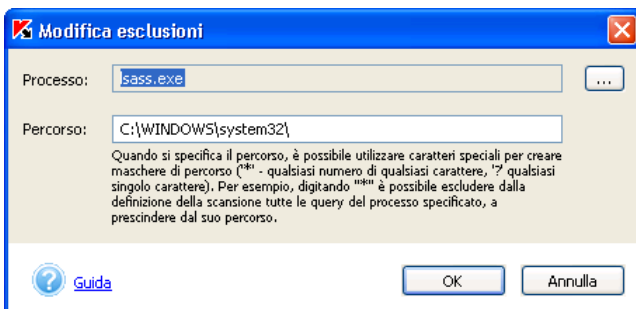 Modifica esclusioni
Processo: lsass.exe ...
Percorso: C:\WINDOWS\system32\
Quando si specifica il percorso, è possibile utilizzare caratteri speciali per creare
maschere di percorso ('*' - qualsiasi numero di qualsiasi carattere, '?' qualsiasi
singolo carattere). Per esempio, digitando "*" è possibile escludere dalla
definizione della scansione tutte le query del processo specificato, a
prescindere dal suo percorso.
Guida OK Annulla